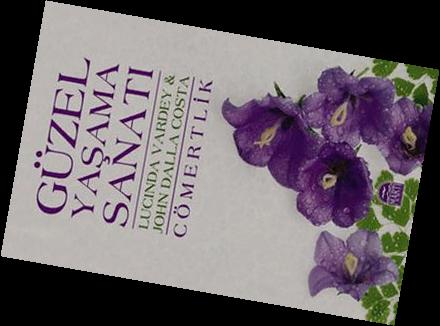 GÜZEL
YAŞAMA
SANATI
LUCINDA VARDEY &
JOHN DALLA COSTA
CÖMERTLİK